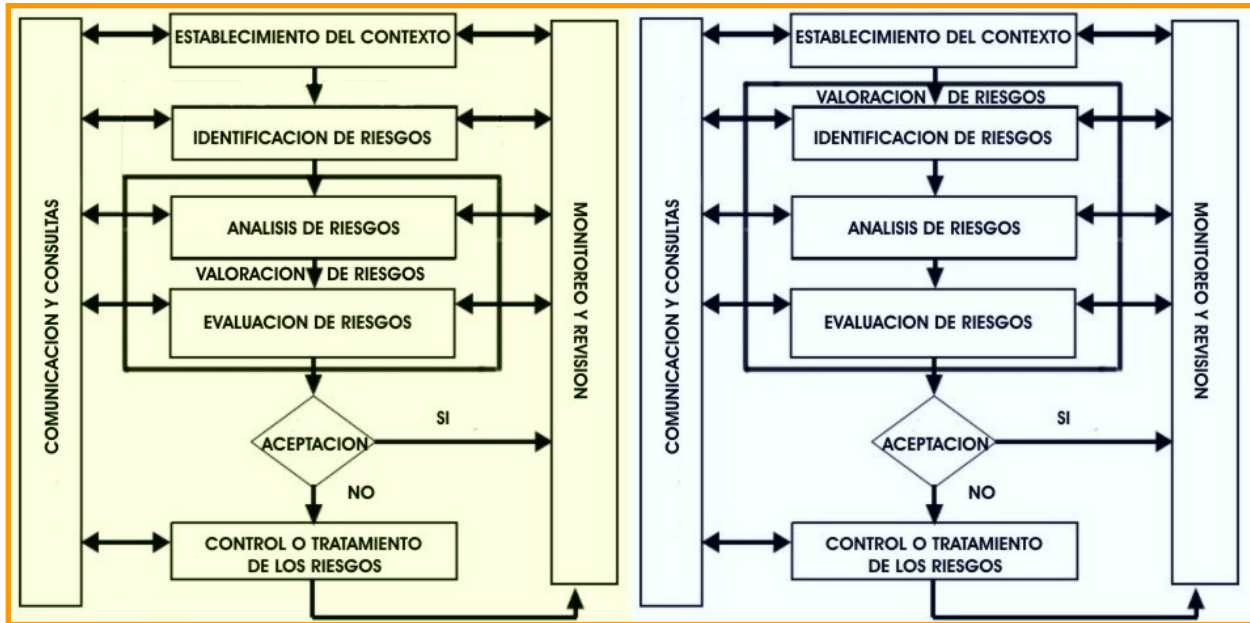 ESTABLECIMIENTO DEL CONTEXTO
IDENTIFICACION DE RIESGOS
ANALISIS DE RIESGOS
VALORACION DE RIESGOS
EVALUACION DE RIESGOS
ACEPTACION
SI
NO
CONTROL O TRATAMIENTO
DE LOS RIESGOS
COMUNICACION Y CONSULTAS
MONITOREO Y REVISION
ESTABLECIMIENTO DEL CONTEXTO
VALORACION DE RIESGOS
IDENTIFICACION DE RIESGOS
ANALISIS DE RIESGOS
EVALUACION DE RIESGOS
ACEPTACION
SI
NO
CONTROL O TRATAMIENTO
DE LOS RIESGOS
COMUNICACION Y CONSULTAS
MONITOREO Y REVISION